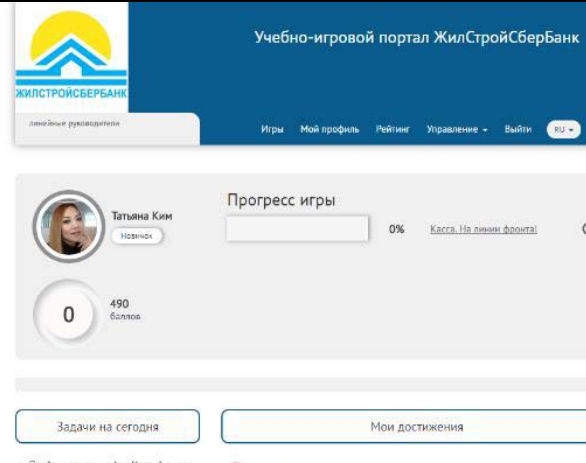 Учебно-игровой портал ЖилСтройСберБанк
ЖИЛСТРОЙСБЕРБАНК
линейные руководители
Игры Мой профиль Рейтинг Управление Выйти RU
Прогресс игры
Татьяна Ким
Новичок
0% Касса. На линии фронта!
0
490
баллов
Задачи на сегодня
Мои достижения